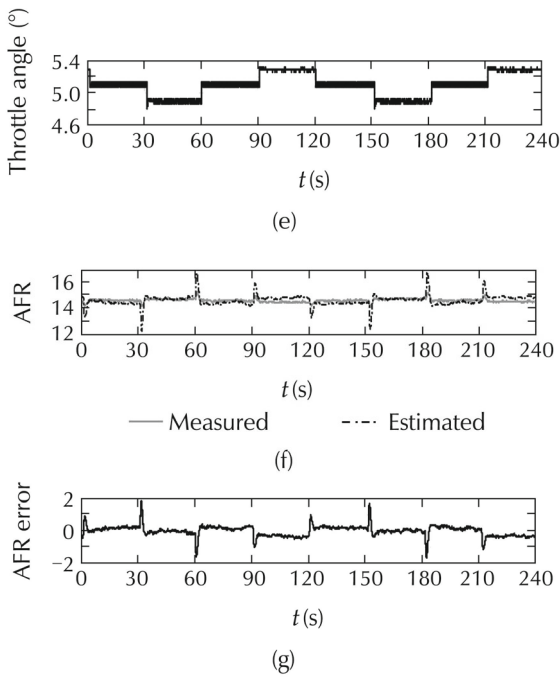 Throttle angle (°)
5.4
5.0
4.6
0 30 60 90 120 150 180 210 240
t (s)
(e)
AFR
16
14
12
0 30 60 90 120 150 180 210 240
t (s)
Measured Estimated
(f)
AFR error
2
0
−2
0 30 60 90 120 150 180 210 240
t (s)
(g)